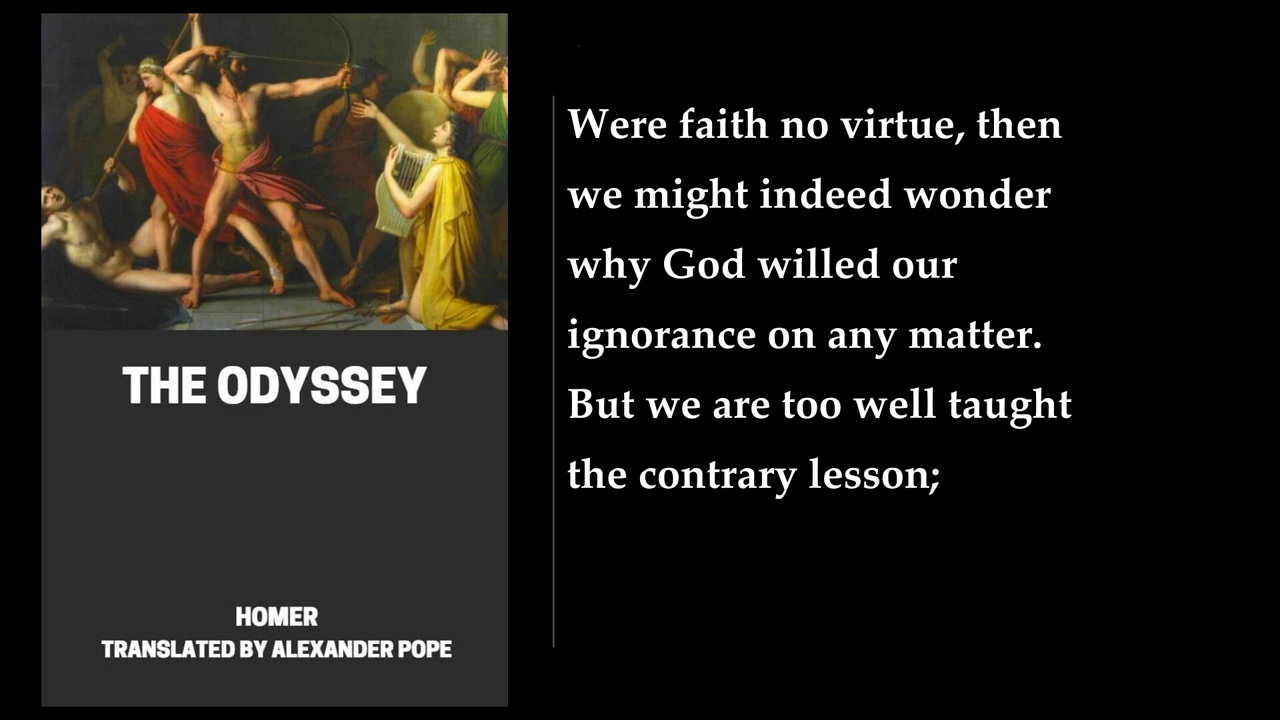 THE ODYSSEY
HOMER
TRANSLATED BY ALEXANDER POPE
Were faith no virtue, then
we might indeed wonder
why God willed our
ignorance on any matter.
But we are too well taught
the contrary lesson;